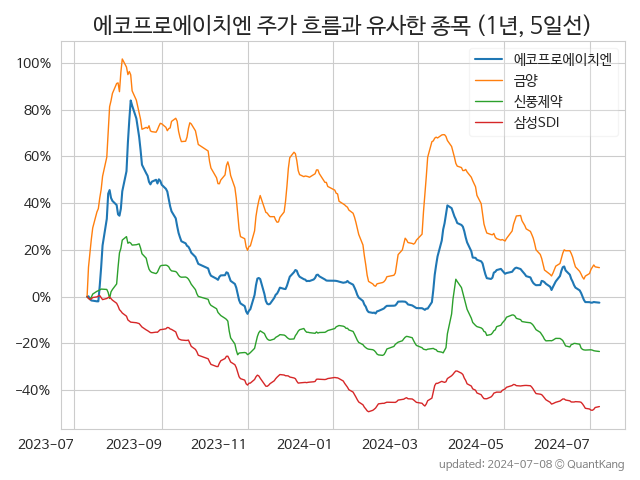 에코프로에이치엔 주가 흐름과 유사한 종목 (1년, 5일선)
에코프로에이치엔
금양
신풍제약
삼성SDI
100%
80%
60%
40%
20%
0%
−20%
−40%
2023-07
2023-09
2023-11
2024-01
2024-03
2024-05
2024-07
updated: 2024-07-08 © QuantKang